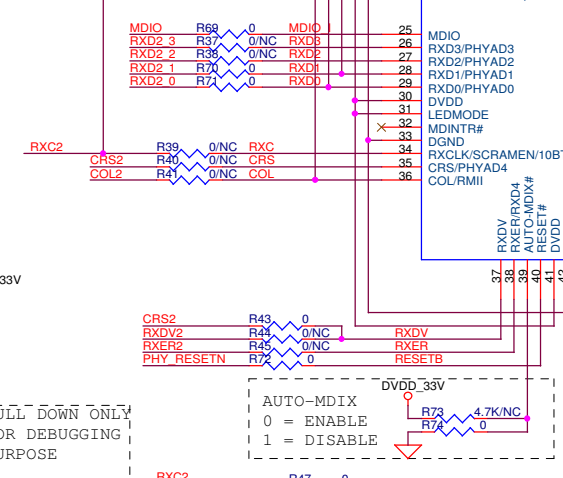 MDIO R69 0 MDIO 25 MDIO
RXD2_3 R37 0/NC RXD3 26 RXD3/PHYAD3
RXD2_2 R38 0/NC RXD2 27 RXD2/PHYAD2
RXD2_1 R70 0 RXD1 28 RXD1/PHYAD1
RXD2_0 R71 0 RXD0 29 RXD0/PHYAD0
30 DVDD
31 LEDMODE
32 MDINTR#
33 DGND
RXC2 R39 0/NC RXC 34 RXCLK/SCRAMEN/10BT
CRS2 R40 0/NC CRS 35 CRS/PHYAD4
COL2 R41 0/NC COL 36 COL/RMII
RXDV
RXER/RXD4
AUTO-MDIX#
RESET#
DVDD
37
38
39
40
41
33V
CRS2 R43 0
RXDV2 R44 0/NC RXDV
RXER2 R45 0/NC RXER
PHY_RESETN R72 0 RESETB
DVDD_33V
AUTO-MDIX
0 = ENABLE
1 = DISABLE
R73 4.7K/NC
R74 0
ULL DOWN ONLY
OR DEBUGGING
URPOSE
RXC2 R47 0